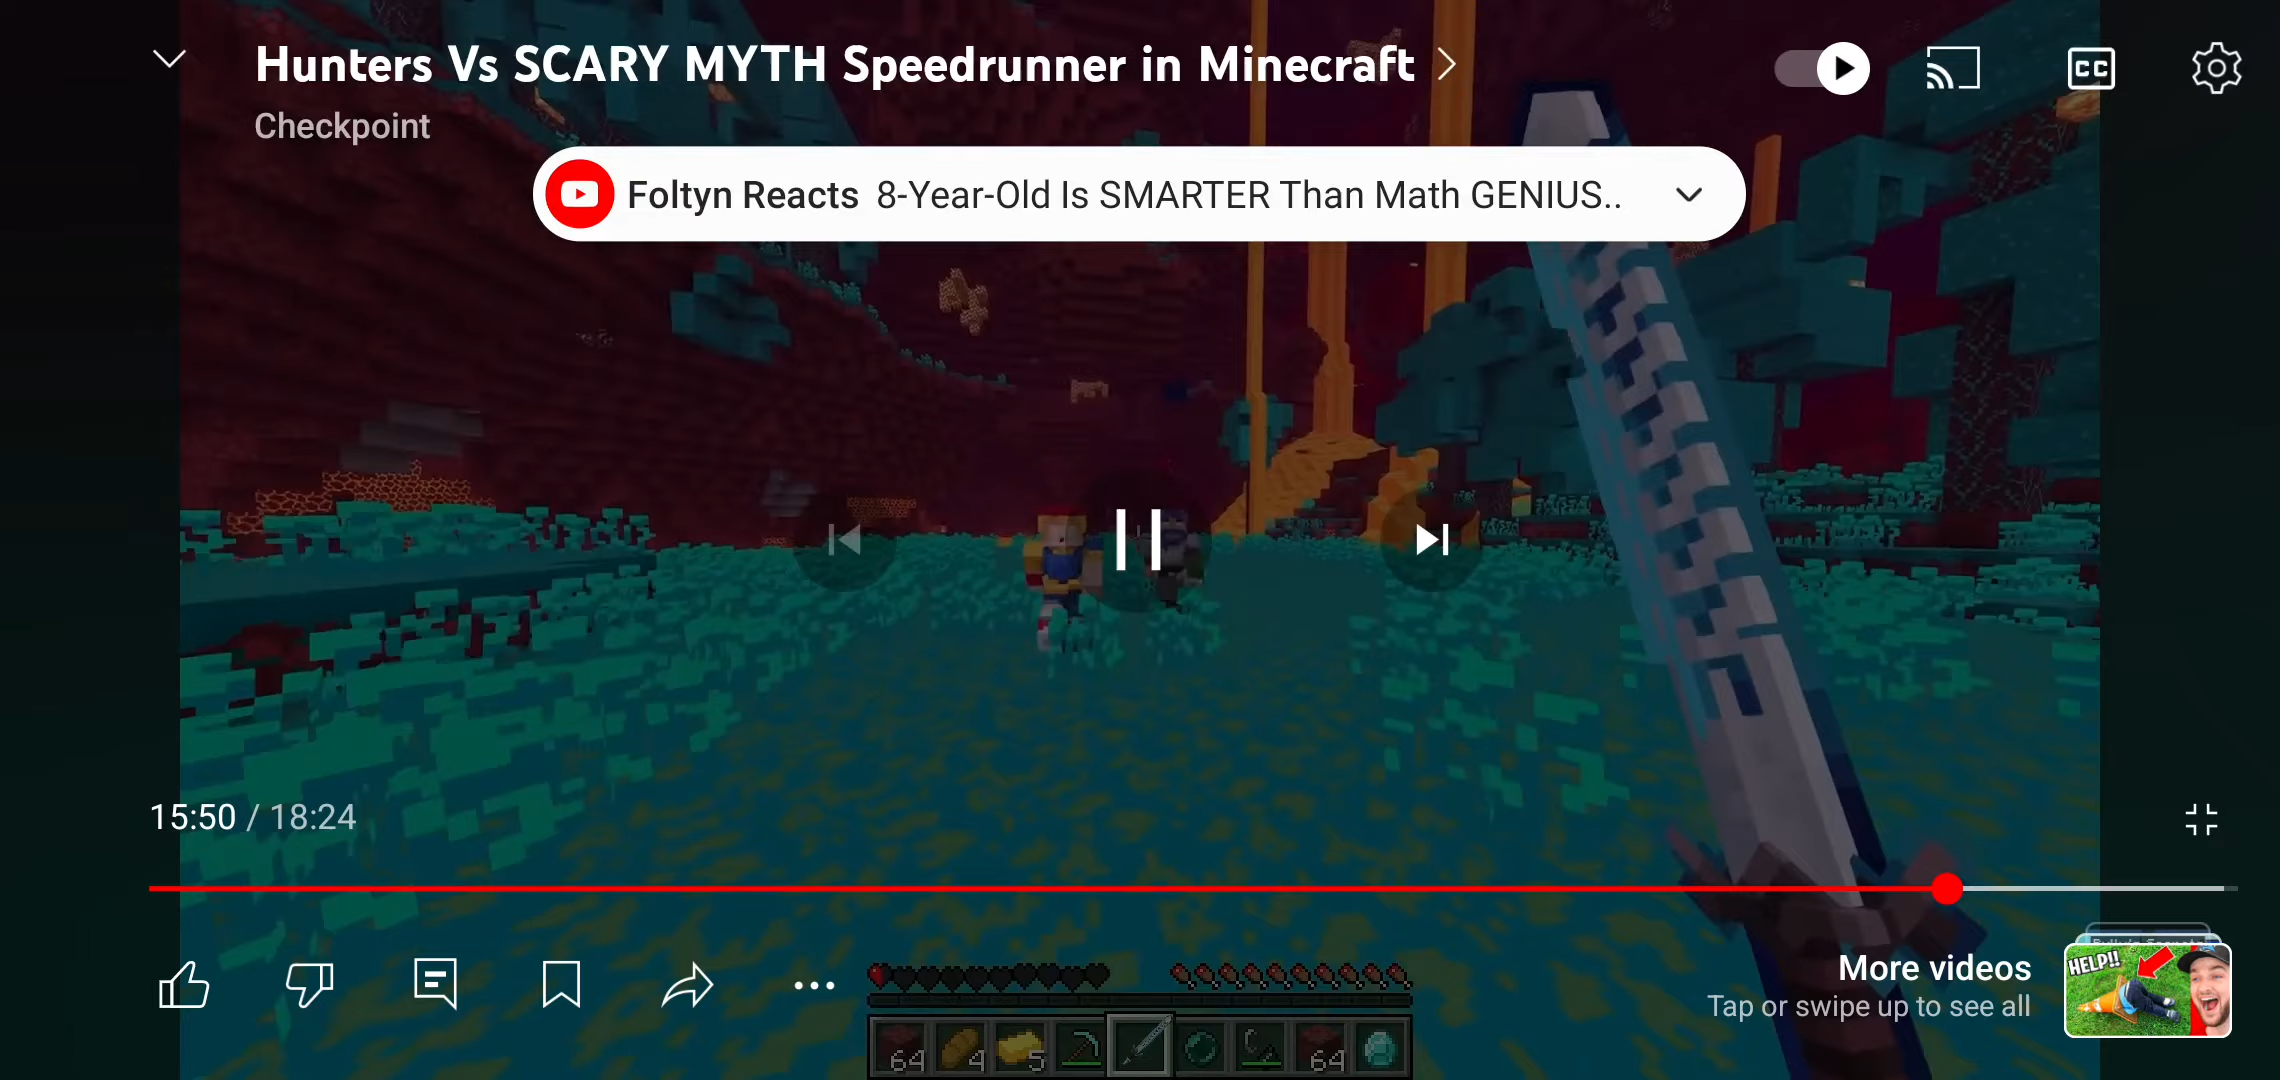 Hunters Vs SCARY MYTH Speedrunner in Minecraft
Checkpoint
CC
Foltyn Reacts 8-Year-Old Is SMARTER Than Math GENIUS..
15:50 / 18:24
More videos
Tap or swipe up to see all
HELP!!
64 4 5 64